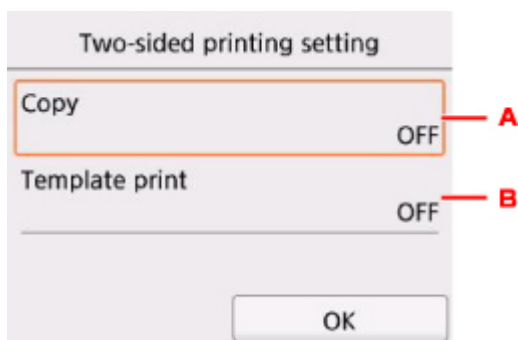 Two-sided printing setting
Copy
OFF
A
Template print
OFF
B
OK